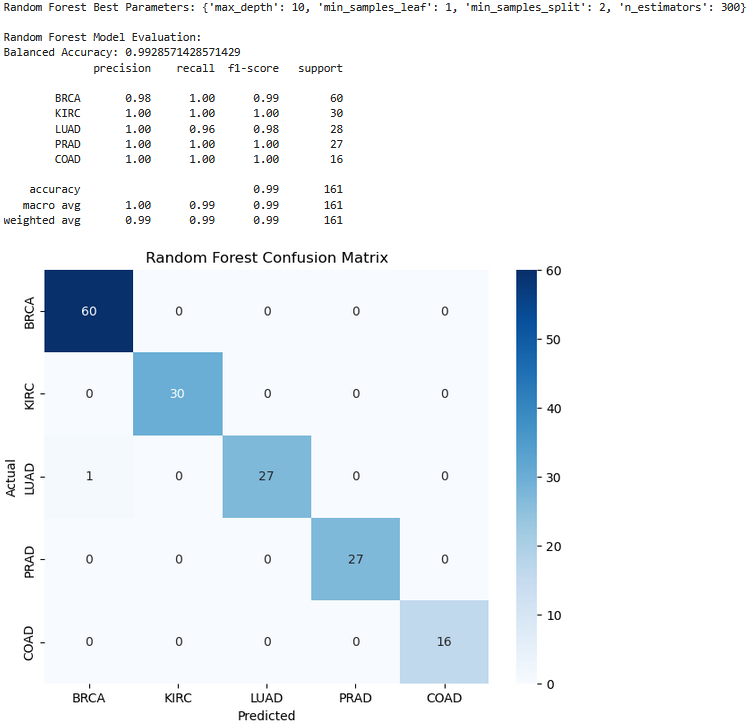 Random Forest Best Parameters: {'max_depth': 10, 'min_samples_leaf': 1, 'min_samples_split': 2, 'n_estimators': 300}
Random Forest Model Evaluation:
Balanced Accuracy: 0.9928571428571429
precision recall f1-score support
BRCA 0.98 1.00 0.99 60
KIRC 1.00 1.00 1.00 30
LUAD 1.00 0.96 0.98 28
PRAD 1.00 1.00 1.00 27
COAD 1.00 1.00 1.00 16
accuracy 0.99 161
macro avg 1.00 0.99 0.99 161
weighted avg 0.99 0.99 0.99 161
Random Forest Confusion Matrix
BRCA 60 0 0 0 0
KIRC 0 30 0 0 0
LUAD 1 0 27 0 0
PRAD 0 0 0 27 0
COAD 0 0 0 0 16
Actual
BRCA KIRC LUAD PRAD COAD
Predicted
60
50
40
30
20
10
0